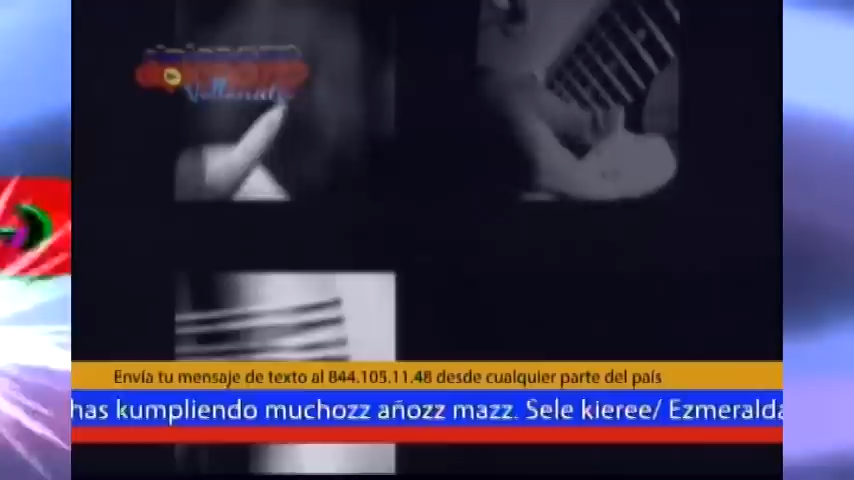 Envía tu mensaje de texto al 844.105.11.48 desde cualquier parte del país
has kumpliendo muchozz añozz mazz. Sele kieree/ Ezmeralda